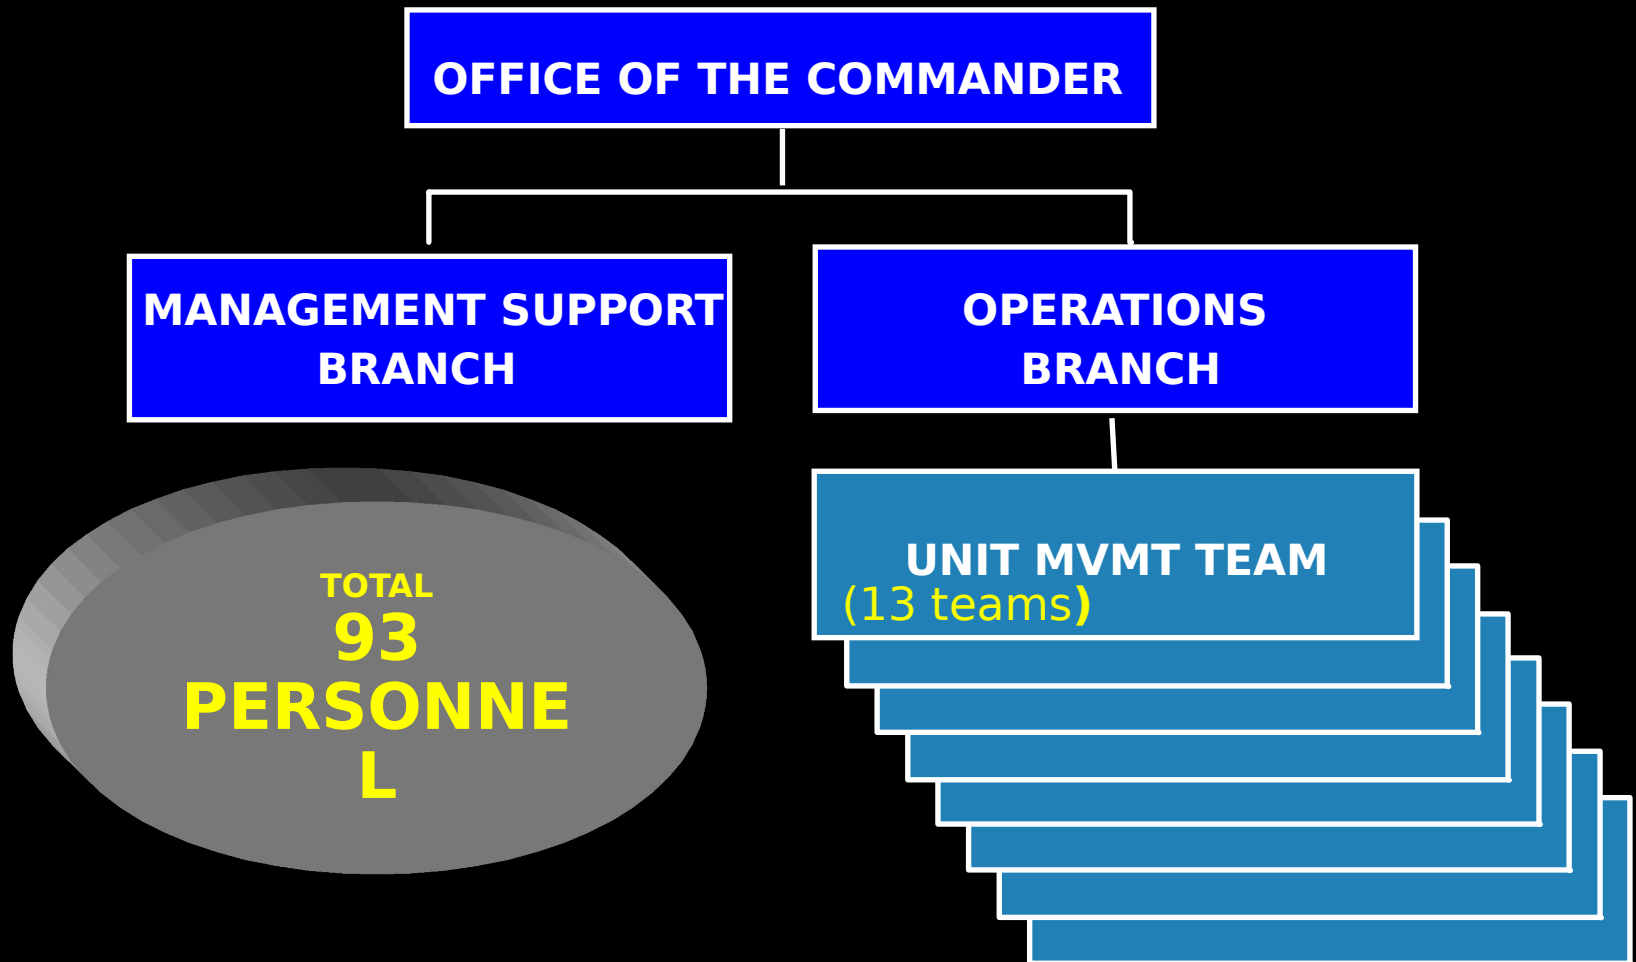 OFFICE OF THE COMMANDER
MANAGEMENT SUPPORT
BRANCH
OPERATIONS
BRANCH
UNIT MVMT TEAM
(13 teams)
TOTAL
93
PERSONNE
L